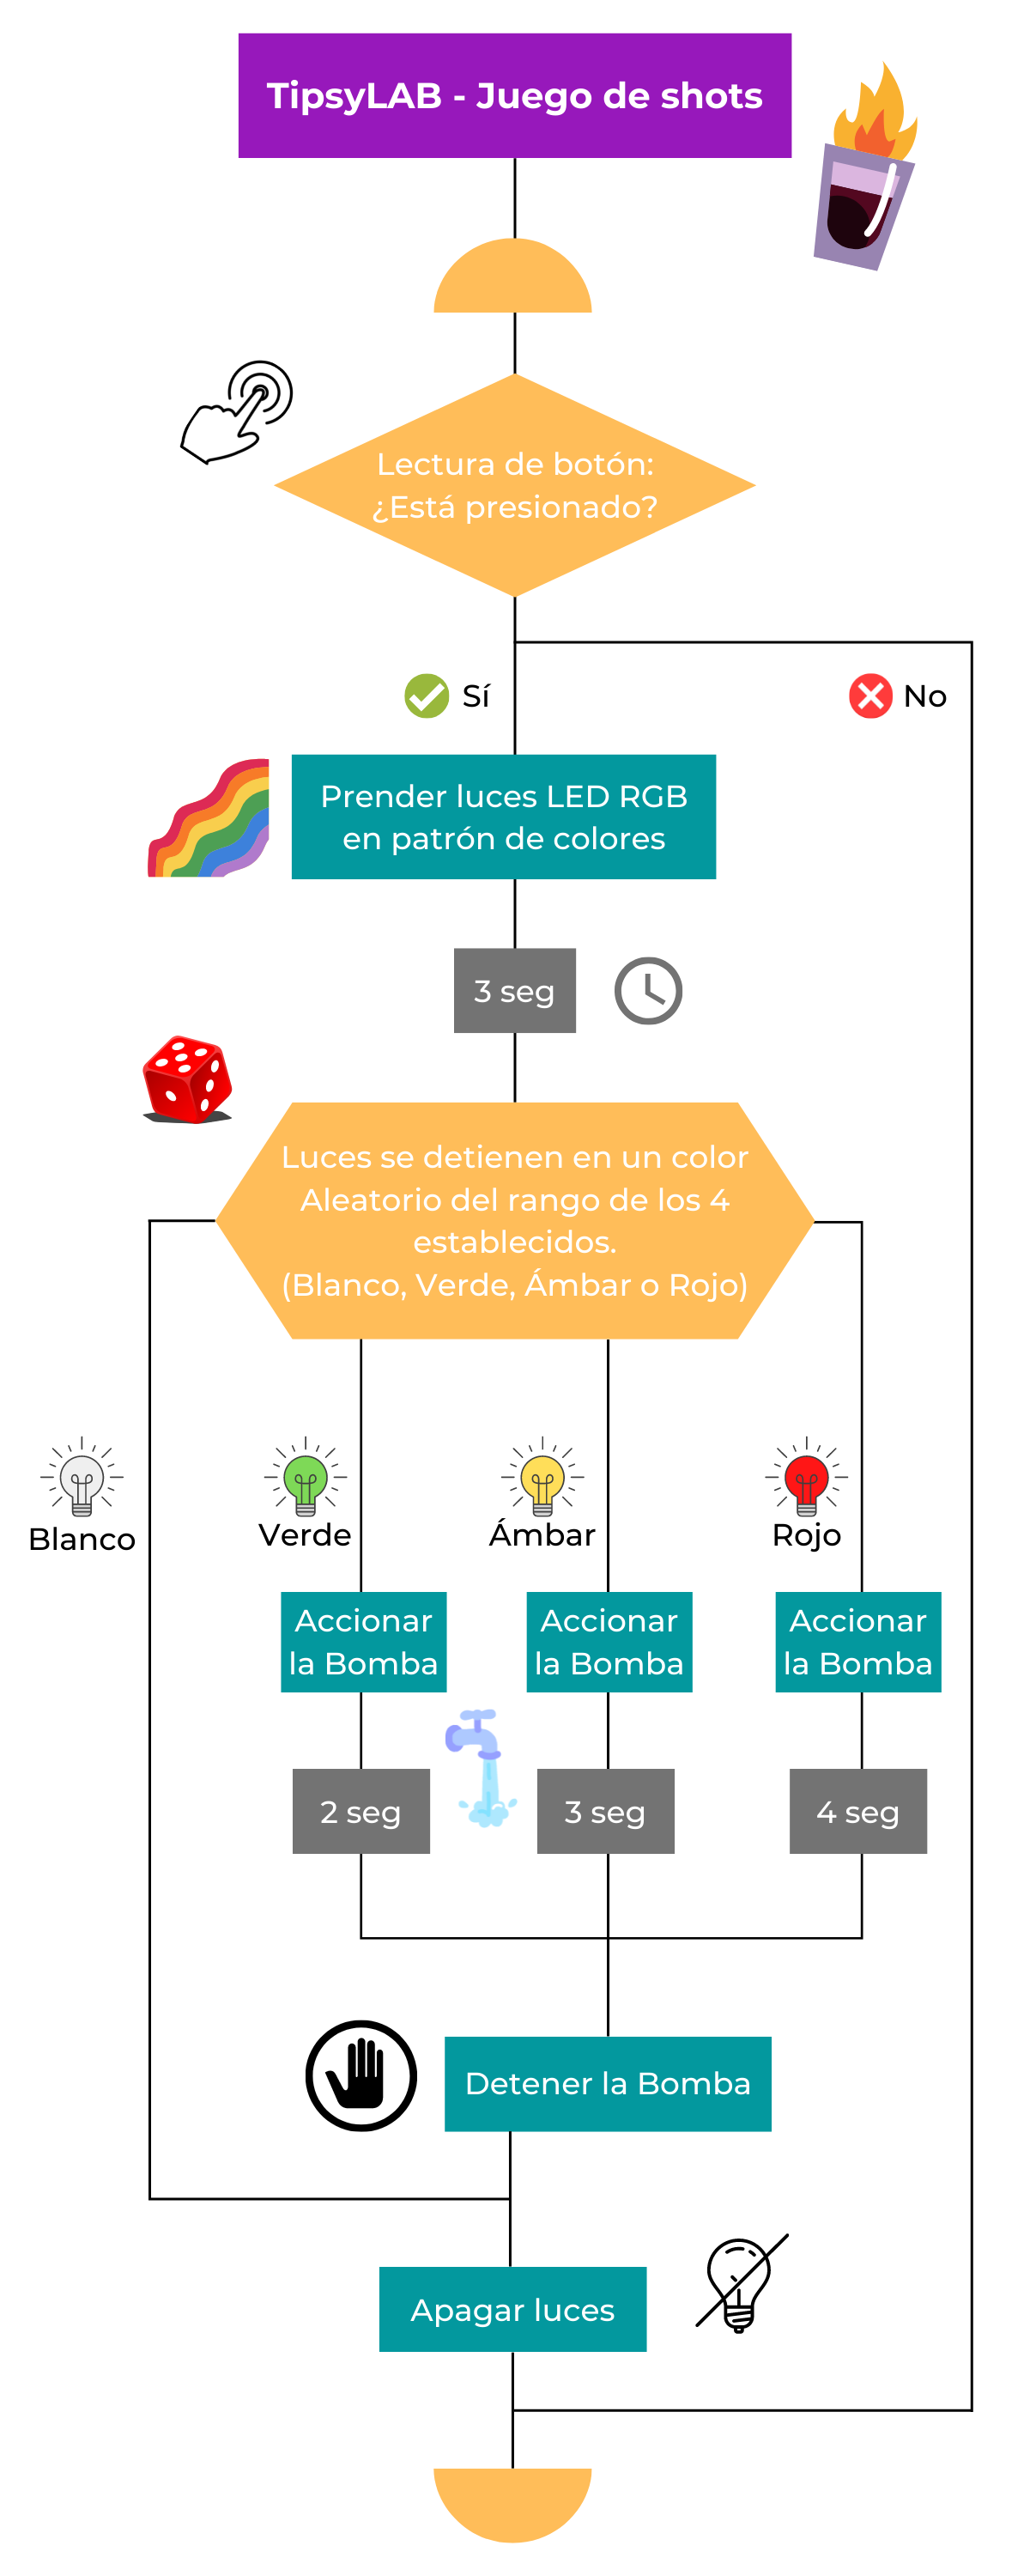 TipsyLAB - Juego de shots
Lectura de botón:
¿Está presionado?
Sí
No
Prender luces LED RGB
en patrón de colores
3 seg
Luces se detienen en un color
Aleatorio del rango de los 4
establecidos.
(Blanco, Verde, Ámbar o Rojo)
Blanco
Verde
Ámbar
Rojo
Accionar
la Bomba
Accionar
la Bomba
Accionar
la Bomba
2 seg
3 seg
4 seg
Detener la Bomba
Apagar luces